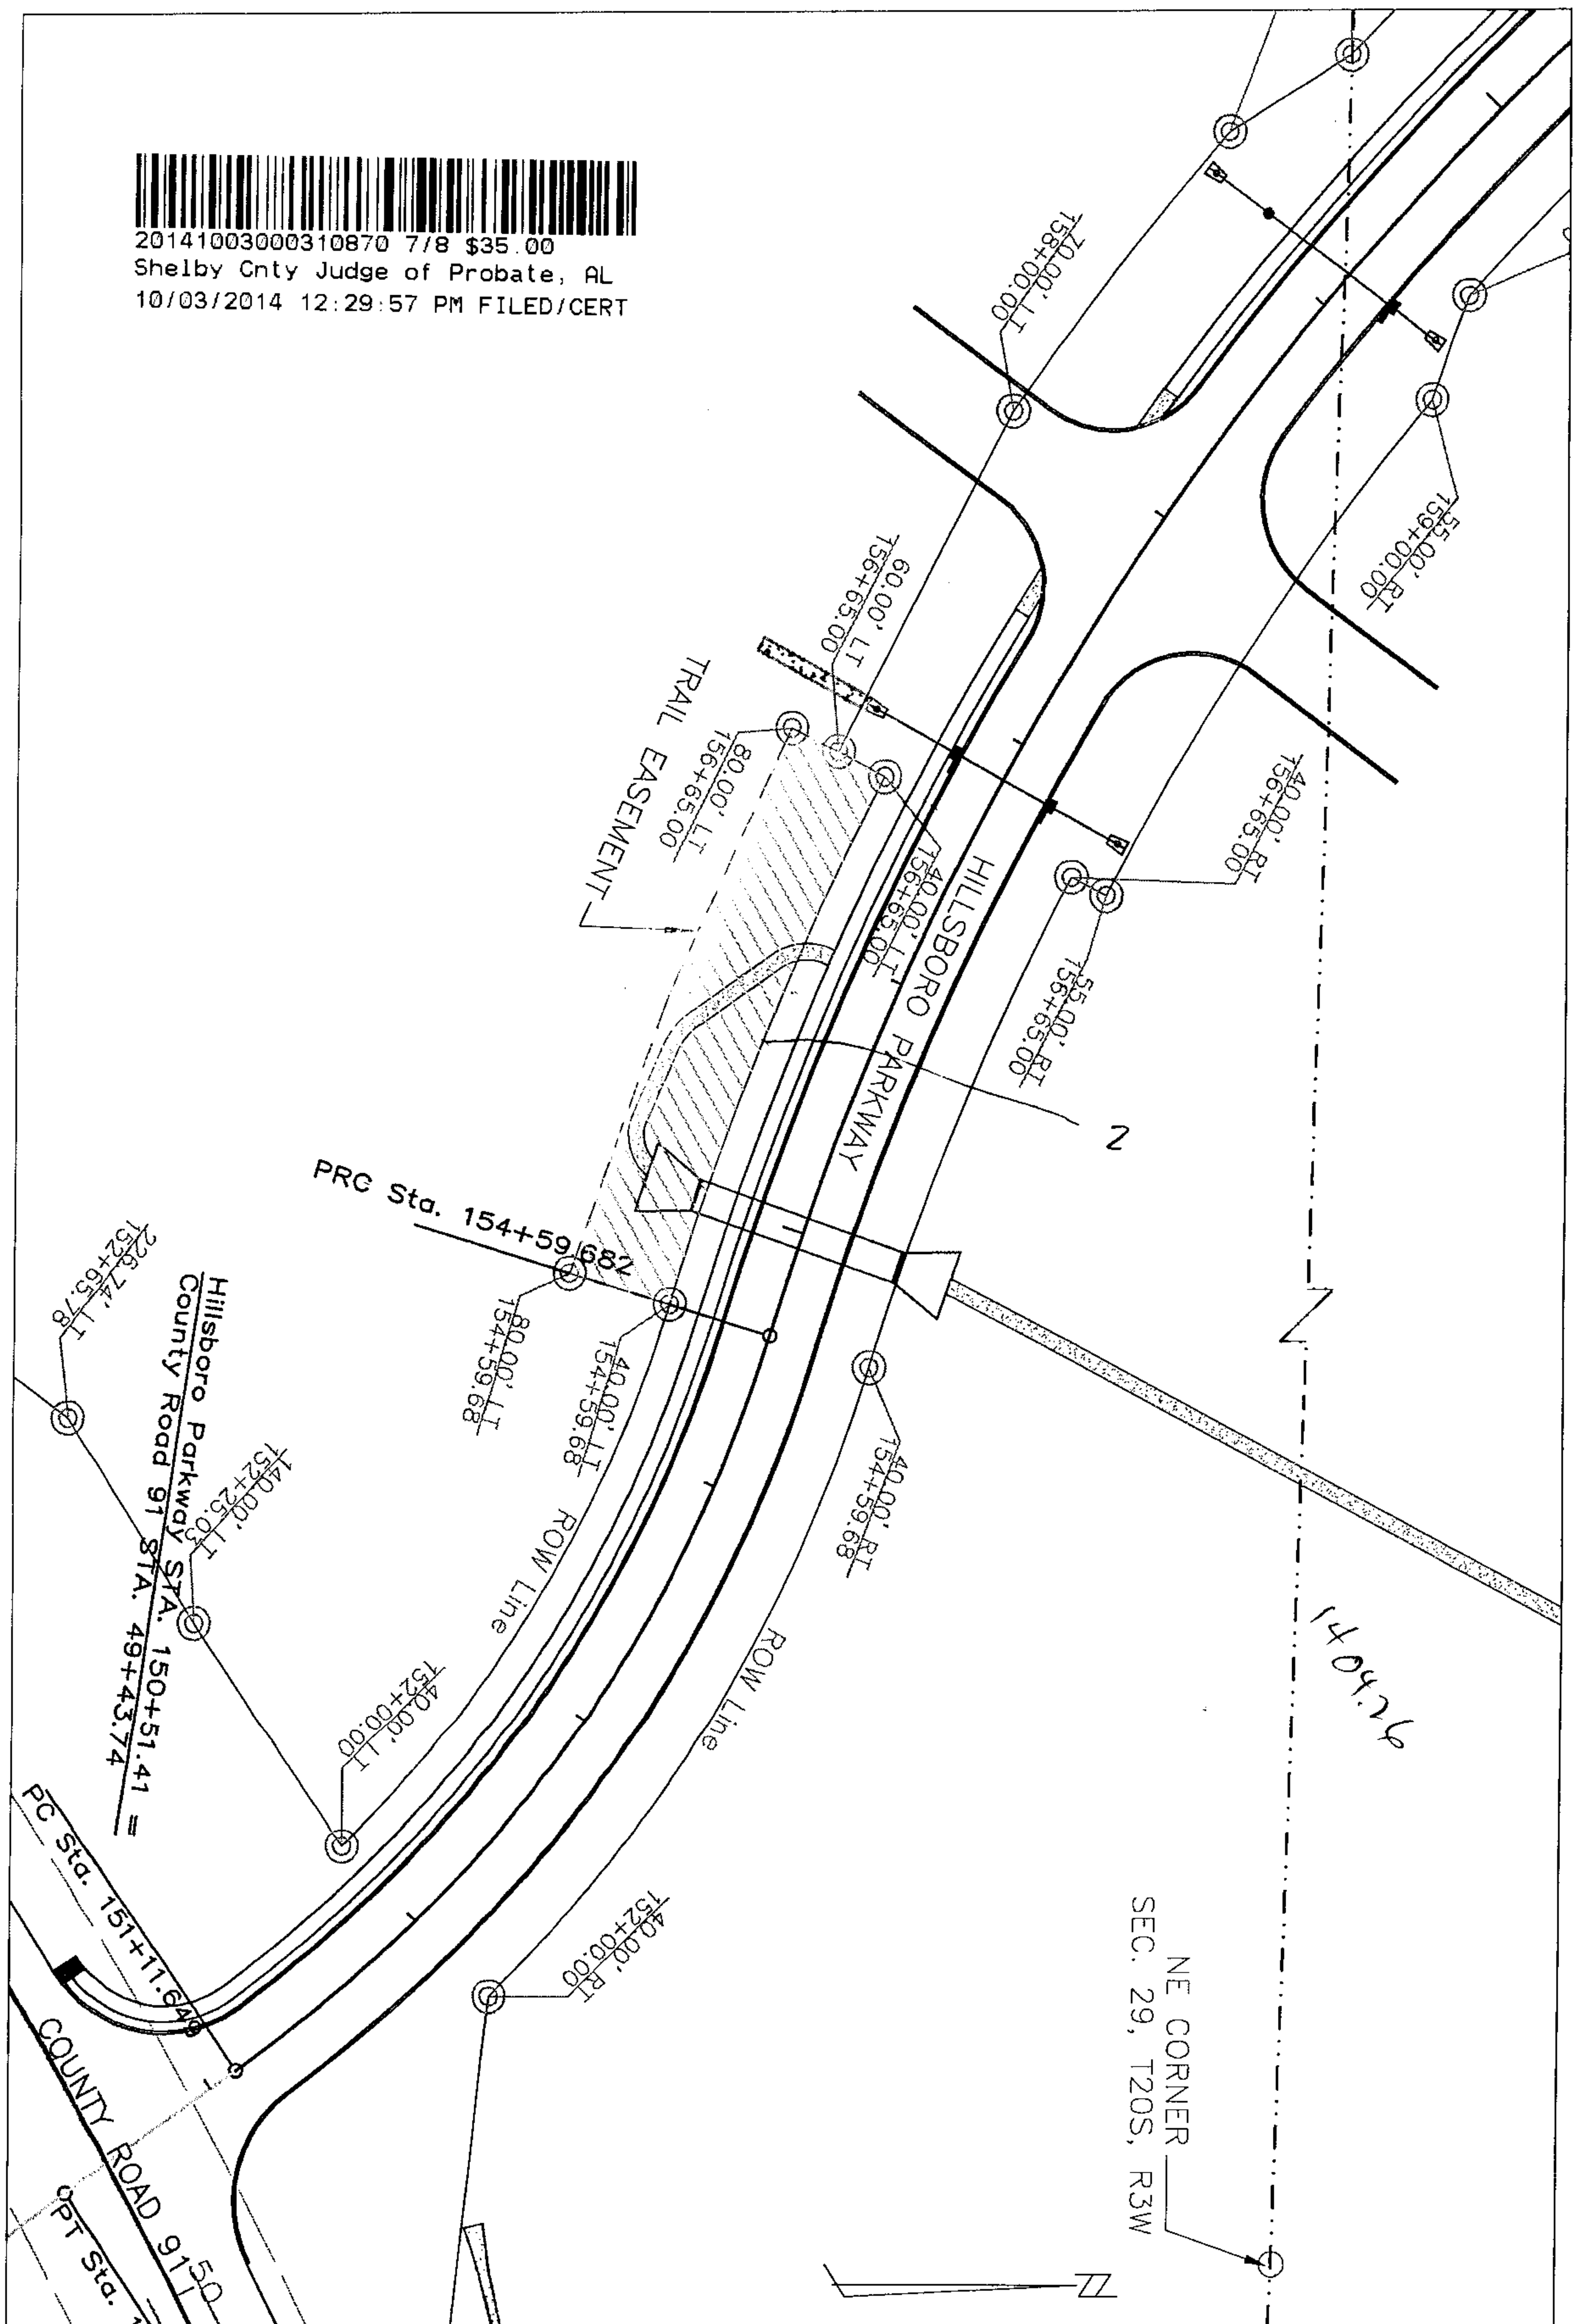 201410003000310870 7/8 $35.00
Shelby Cnty Judge of Probate, AL
10/03/2014 12:29:57 PM FILED/CERT
70.00' LT
158+00.00
55.00' RT
159+00.00
60.00' LT
156+65.00
TRAIL EASEMENT
80.00' LT
156+65.00
40.00' LT
156+65.00
40.00' RT
156+65.00
55.00' RT
156+65.00
HILLSBORO PARKWAY
2
PRC Sta. 154+59.682
80.00' LT
154+59.68
40.00' LT
154+59.68
40.00' RT
154+59.68
226.74' LT
152+65.78
Hillsboro Parkway STA. 150+51.41 =
County Road 91 STA. 49+43.74
140.00' LT
152+25.03
ROW Line
ROW Line
1404.26
40.00' LT
152+00.00
40.00' RT
152+00.00
PC Sta. 151+11.649
NE CORNER
SEC. 29, T20S, R3W
COUNTY ROAD 91
50
PT Sta.
N